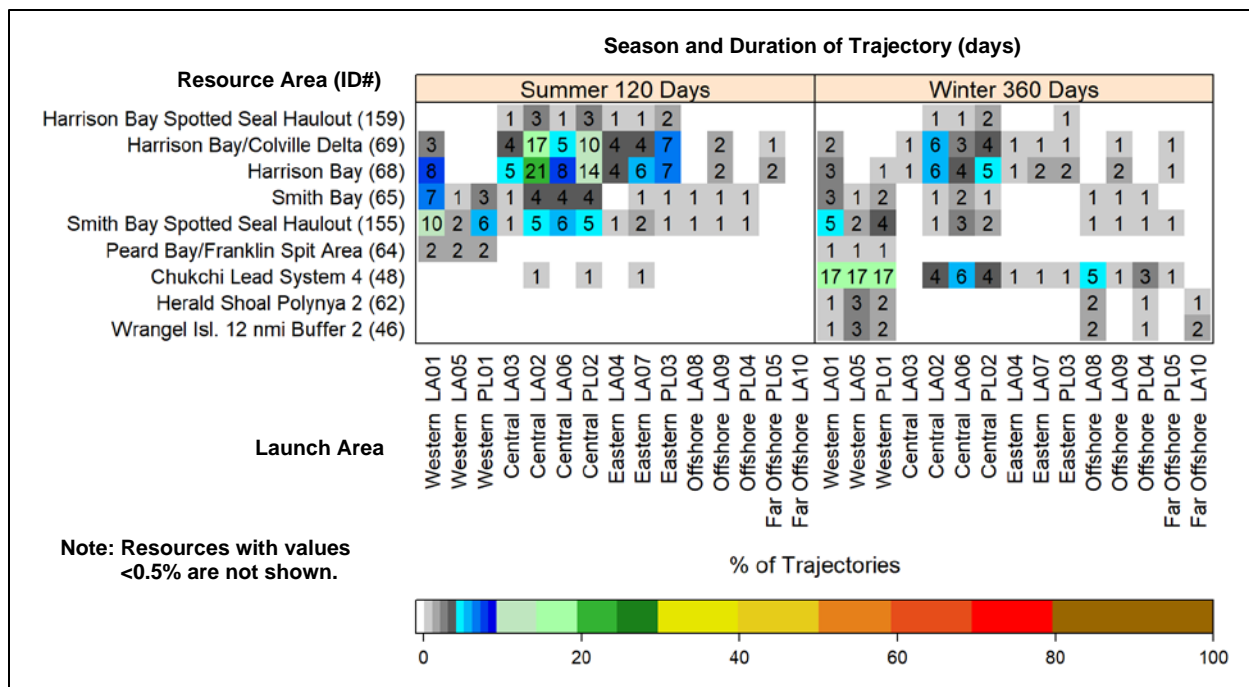 Season and Duration of Trajectory (days)
Resource Area (ID#)
Summer 120 Days Winter 360 Days
Harrison Bay Spotted Seal Haulout (159) 1 3 1 3 1 1 2 1 1 2 1
Harrison Bay/Colville Delta (69) 3 4 17 5 10 4 4 7 2 1 2 1 6 3 4 1 1 1 1 1
Harrison Bay (68) 8 5 21 8 14 4 6 7 2 2 3 1 1 6 4 5 1 2 2 2 1
Smith Bay (65) 7 1 3 1 4 4 4 1 1 1 1 1 3 1 2 1 2 1 1 1 1
Smith Bay Spotted Seal Haulout (155) 10 2 6 1 5 6 5 1 2 1 1 1 1 5 2 4 1 3 2 1 1 1 1
Peard Bay/Franklin Spit Area (64) 2 2 2 1 1 1
Chukchi Lead System 4 (48) 1 1 1 17 17 17 4 6 4 1 1 1 5 1 3 1
Herald Shoal Polynya 2 (62) 1 3 2 2 1 1
Wrangel Isl. 12 nmi Buffer 2 (46) 1 3 2 2 1 2
Launch Area
Western LA01
Western LA05
Western PL01
Central LA03
Central LA02
Central LA06
Central PL02
Eastern LA04
Eastern LA07
Eastern PL03
Offshore LA08
Offshore LA09
Offshore PL04
Far Offshore PL05
Far Offshore LA10
Western LA01
Western LA05
Western PL01
Central LA03
Central LA02
Central LA06
Central PL02
Eastern LA04
Eastern LA07
Eastern PL03
Offshore LA08
Offshore LA09
Offshore PL04
Far Offshore PL05
Far Offshore LA10
Note: Resources with values
<0.5% are not shown.
% of Trajectories
0 20 40 60 80 100